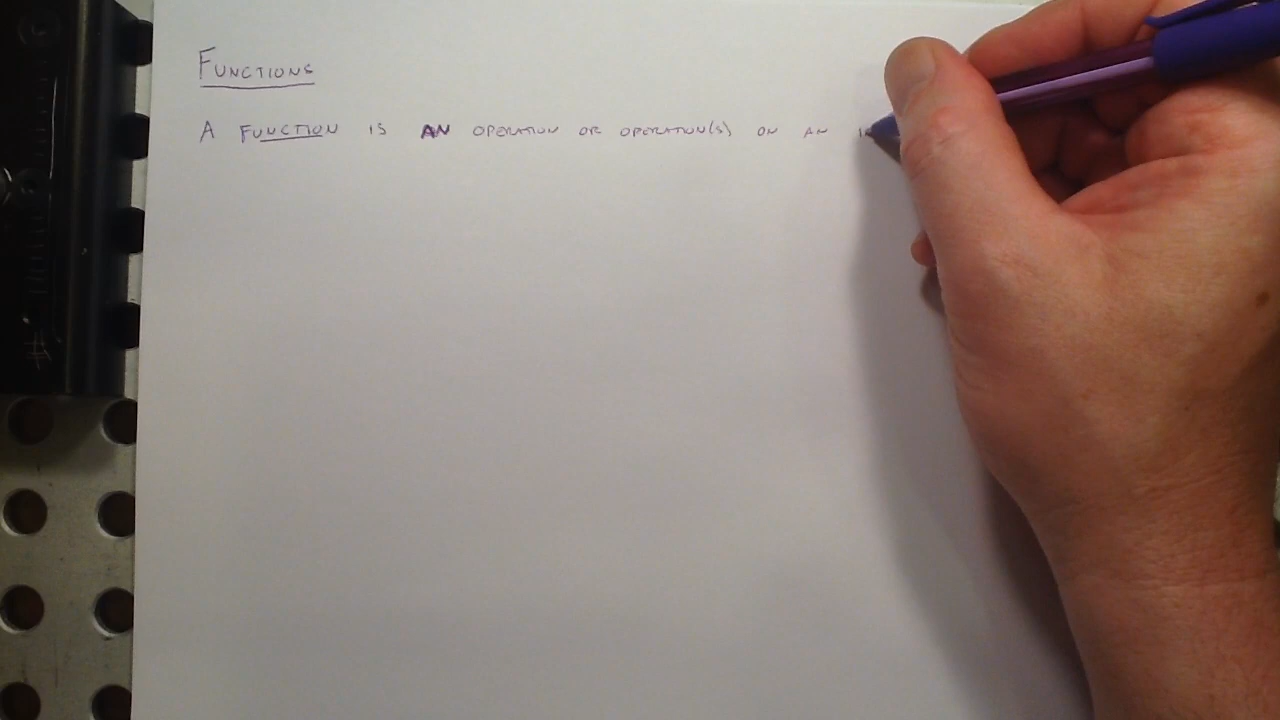 FUNCTIONS
A FUNCTION IS AN OPERATION OR OPERATION(S) ON AN